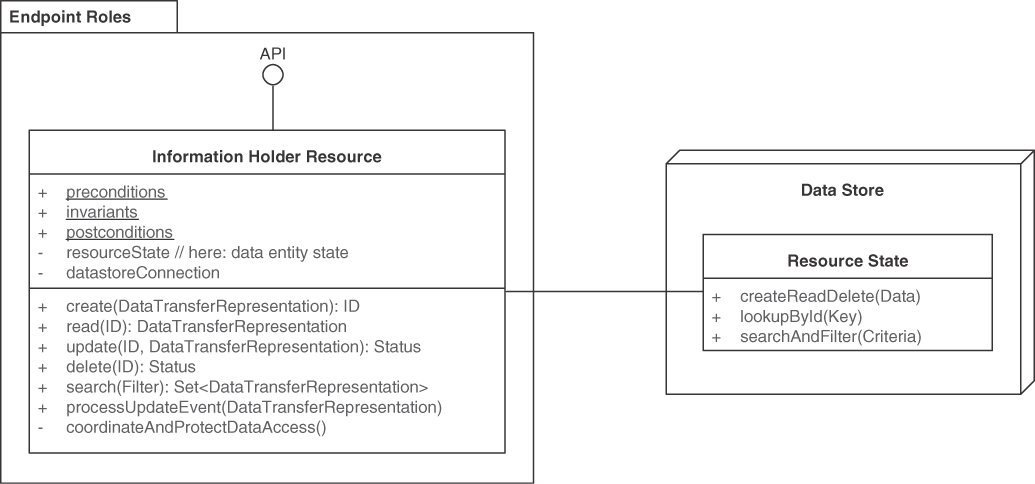 Endpoint Roles
API
Information Holder Resource
+ preconditions
+ invariants
+ postconditions
- resourceState // here: data entity state
- datastoreConnection
+ create(DataTransferRepresentation): ID
+ read(ID): DataTransferRepresentation
+ update(ID, DataTransferRepresentation): Status
+ delete(ID): Status
+ search(Filter): Set<DataTransferRepresentation>
+ processUpdateEvent(DataTransferRepresentation)
- coordinateAndProtectDataAccess()
Data Store
Resource State
+ createReadDelete(Data)
+ lookupById(Key)
+ searchAndFilter(Criteria)